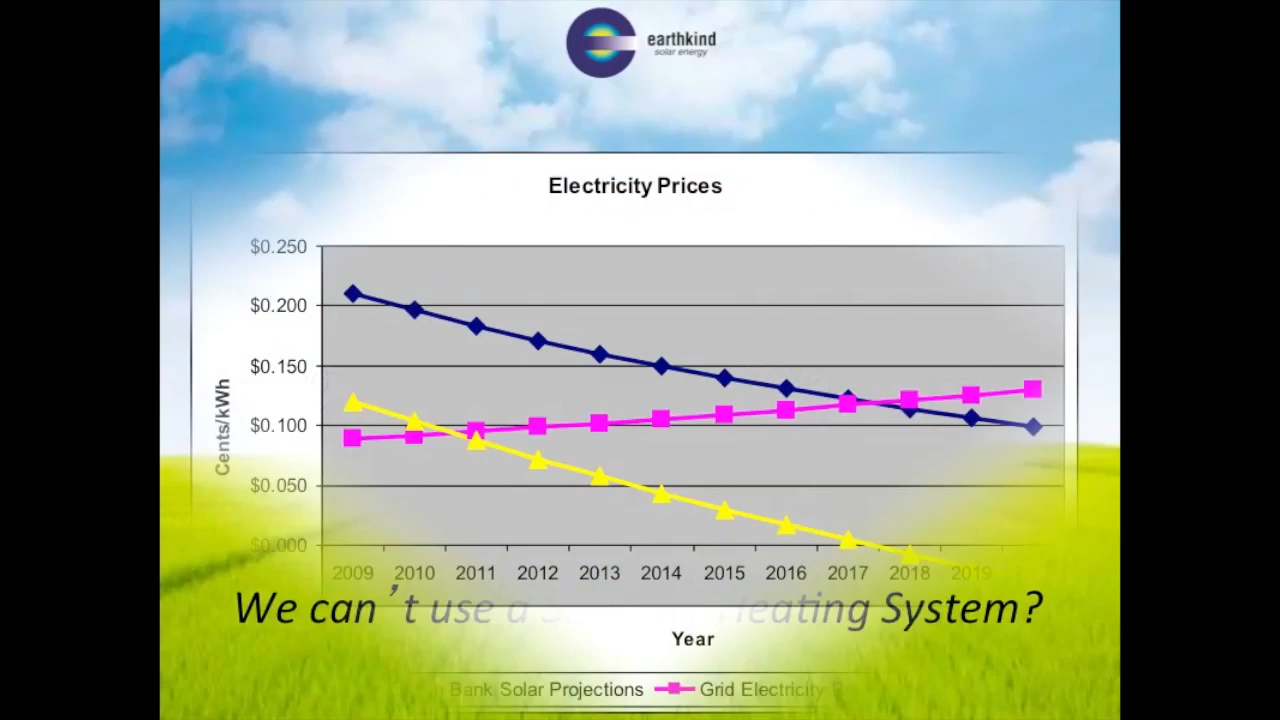 earthkind
solar energy
Electricity Prices
$0.250
$0.200
$0.150
$0.100
$0.050
$0.000
Cents/kWh
2009 2010 2011 2012 2013 2014 2015 2016 2017 2018 2019
We can't use a eating System?
Year
Bank Solar Projections Grid Electricity